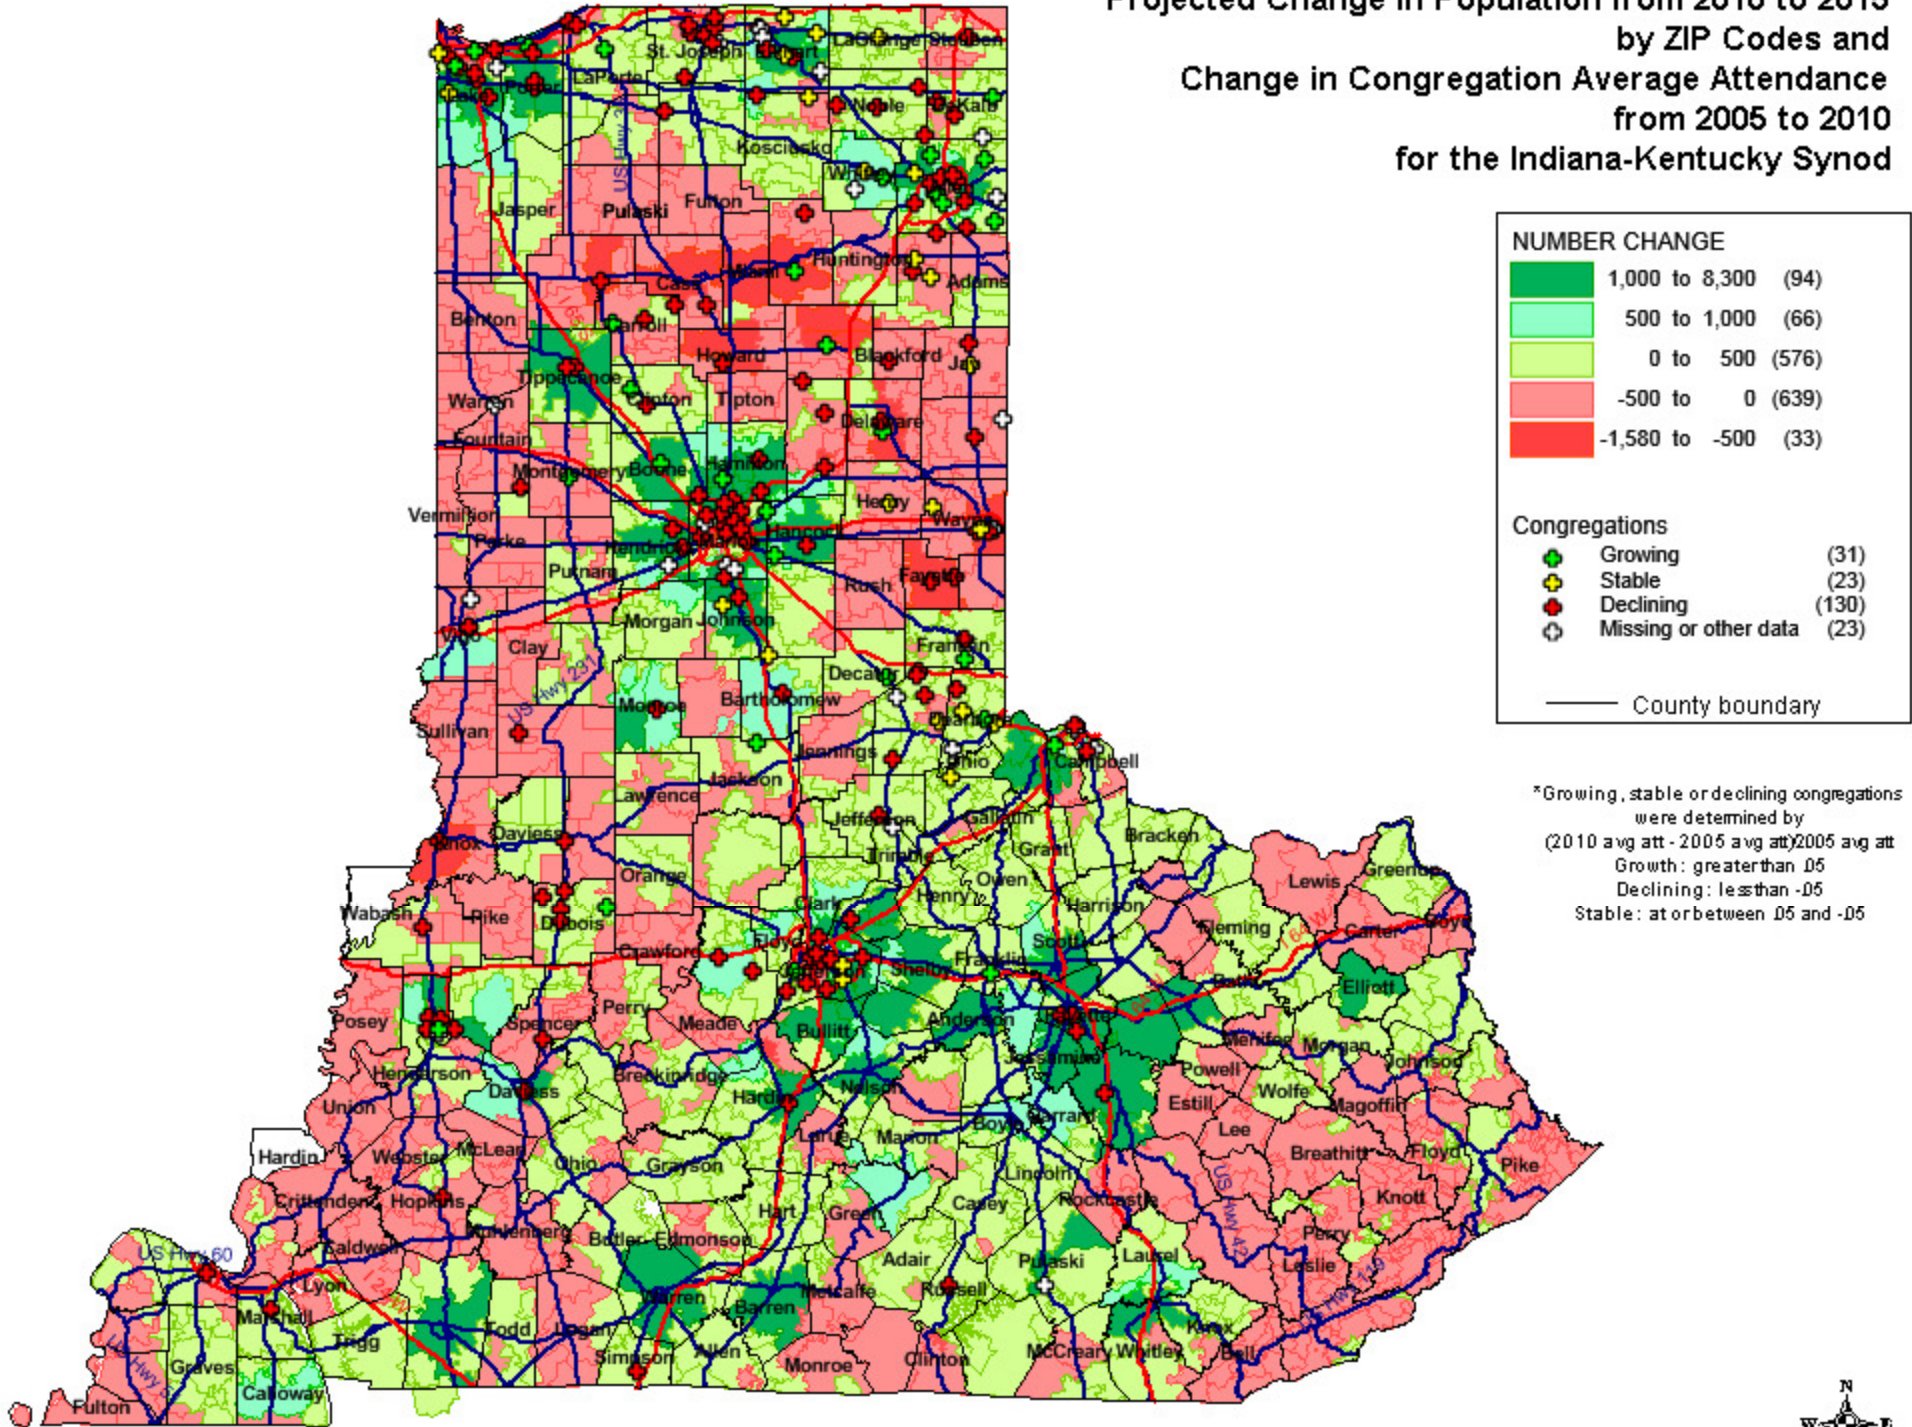 Projected Change in Population from 2010 to 2015
by ZIP Codes and
Change in Congregation Average Attendance
from 2005 to 2010
for the Indiana-Kentucky Synod
NUMBER CHANGE
1,000 to 8,300 (94)
500 to 1,000 (66)
0 to 500 (576)
-500 to 0 (639)
-1,580 to -500 (33)
Congregations
Growing (31)
Stable (23)
Declining (130)
Missing or other data (23)
County boundary
*Growing, stable or declining congregations
were determined by
(2010 avg att - 2005 avg att)/2005 avg att
Growth: greater than .05
Declining: less than -.05
Stable: at or between .05 and -.05
St. Joseph
LaGrange Steuben
LaPorte
Porter
Noble
DeKalb
Kosciusko
Whitley
Jasper
Pulaski
Fulton
Huntington
Miami
Cass
Adams
Benton
Carroll
Howard
Blackford
Jay
Tippecanoe
Warren
Clinton
Tipton
Delaware
Fountain
Montgomery
Boone
Hamilton
Vermillion
Henry
Wayne
Parke
Hendricks
Marion
Hancock
Putnam
Rush
Fayette
Morgan
Johnson
Vigo
Clay
Franklin
Decatur
US Hwy 231
Monroe
Bartholomew
Sullivan
Dearborn
Jennings
Ohio
Campbell
Jackson
Lawrence
Jefferson
Gallatin
Daviess
Knox
Bracken
Trimble
Grant
Orange
Owen
Lewis
Greenup
Henry
Clark
Harrison
Wabash
Pike
Dubois
Fleming
Carter
Boyd
Floyd
Scott
Crawford
Jefferson
Shelby
Franklin
Bath
Elliott
Perry
Posey
Spencer
Meade
Bullitt
Anderson
Fayette
Menifee
Morgan
Johnson
Jessamine
Henderson
Daviess
Breckinridge
Nelson
Powell
Wolfe
Hardin
Union
Estill
Magoffin
Garrard
Larue
Marion
Boyle
Lee
Hardin
Webster
McLean
Ohio
Grayson
Breathitt
Floyd
Pike
Lincoln
Crittenden
Hopkins
Casey
Rockcastle
Knott
US Hwy 42
Hart
Green
Muhlenberg
Butler
Edmonson
Perry
Caldwell
US Hwy 60
Adair
Pulaski
Laurel
Leslie
Lyon
Metcalfe
Russell
US Hwy 119
Warren
Barren
Marshall
Trigg
Todd
Logan
Knox
Simpson
Allen
Graves
Monroe
Clinton
McCreary
Whitley
Bell
Calloway
Fulton
N
W
E